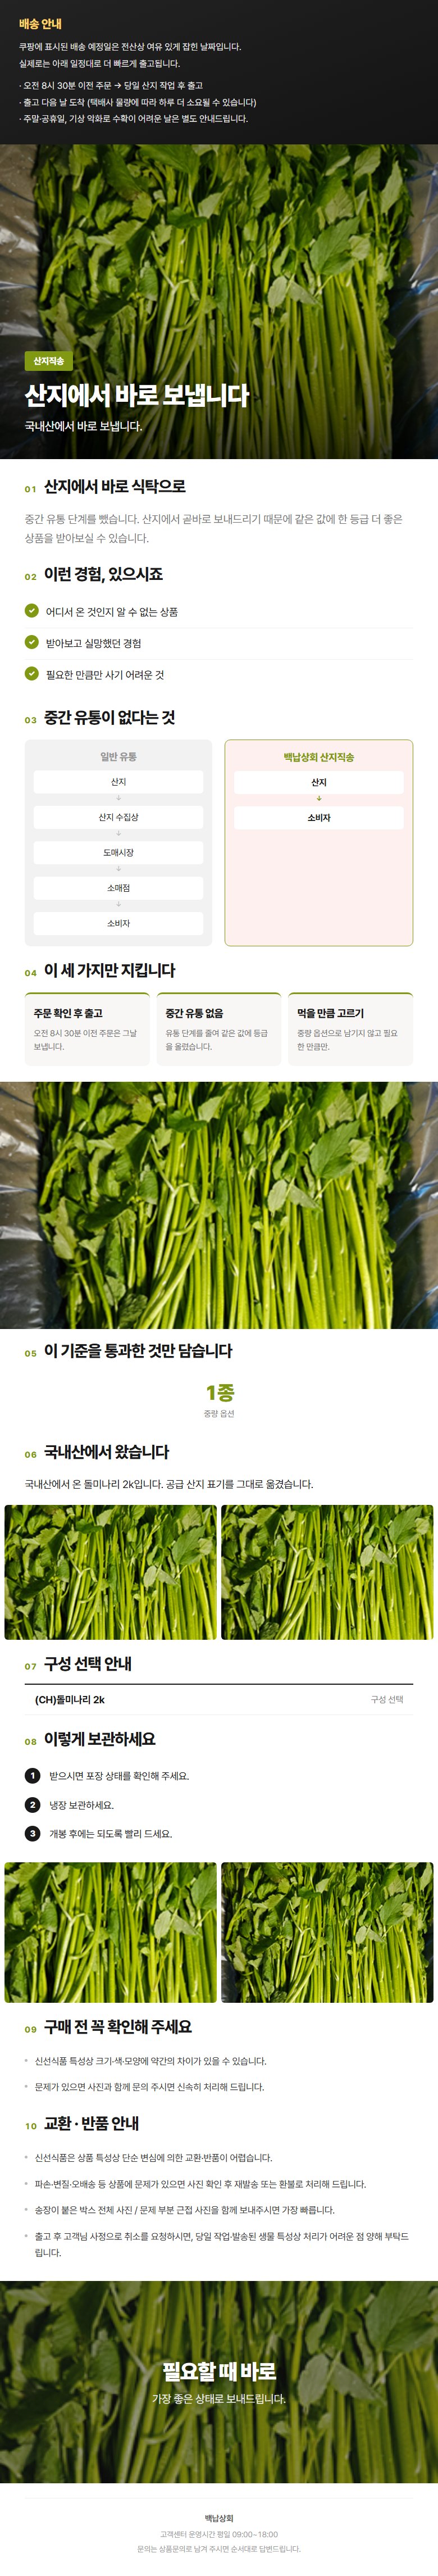 배송 안내
쿠팡에 표시된 배송 예정일은 전산상 여유 있게 잡힌 날짜입니다.
실제로는 아래 일정대로 더 빠르게 출고됩니다.
· 오전 8시 30분 이전 주문 → 당일 산지 작업 후 출고
· 출고 다음 날 도착 (택배사 물량에 따라 하루 더 소요될 수 있습니다)
· 주말·공휴일, 기상 악화로 수확이 어려운 날은 별도 안내드립니다.
산지직송
산지에서 바로 보냅니다
국내산에서 바로 보냅니다.
01 산지에서 바로 식탁으로
중간 유통 단계를 뺐습니다. 산지에서 곧바로 보내드리기 때문에 같은 값에 한 등급 더 좋은
상품을 받아보실 수 있습니다.
02 이런 경험, 있으시죠
어디서 온 것인지 알 수 없는 상품
받아보고 실망했던 경험
필요한 만큼만 사기 어려운 것
03 중간 유통이 없다는 것
일반 유통
산지
↓
산지 수집상
↓
도매시장
↓
소매점
↓
소비자
백납상회 산지직송
산지
↓
소비자
04 이 세 가지만 지킵니다
주문 확인 후 출고
오전 8시 30분 이전 주문은 그날
보냅니다.
중간 유통 없음
유통 단계를 줄여 같은 값에 등급
을 올렸습니다.
먹을 만큼 고르기
중량 옵션으로 남기지 않고 필요
한 만큼만.
05 이 기준을 통과한 것만 담습니다
1종
중량 옵션
06 국내산에서 왔습니다
국내산에서 온 돌미나리 2k입니다. 공급 산지 표기를 그대로 옮겼습니다.
07 구성 선택 안내
(CH)돌미나리 2k 구성 선택
08 이렇게 보관하세요
1 받으시면 포장 상태를 확인해 주세요.
2 냉장 보관하세요.
3 개봉 후에는 되도록 빨리 드세요.
09 구매 전 꼭 확인해 주세요
신선식품 특성상 크기·색·모양에 약간의 차이가 있을 수 있습니다.
문제가 있으면 사진과 함께 문의 주시면 신속히 처리해 드립니다.
10 교환 · 반품 안내
신선식품은 상품 특성상 단순 변심에 의한 교환·반품이 어렵습니다.
파손·변질·오배송 등 상품에 문제가 있으면 사진 확인 후 재발송 또는 환불로 처리해 드립니다.
송장이 붙은 박스 전체 사진 / 문제 부분 근접 사진을 함께 보내주시면 가장 빠릅니다.
출고 후 고객님 사정으로 취소를 요청하시면, 당일 작업·발송된 생물 특성상 처리가 어려운 점 양해 부탁드
립니다.
필요할 때 바로
가장 좋은 상태로 보내드립니다.
백납상회
고객센터 운영시간 평일 09:00~18:00
문의는 상품문의로 남겨 주시면 순서대로 답변드립니다.